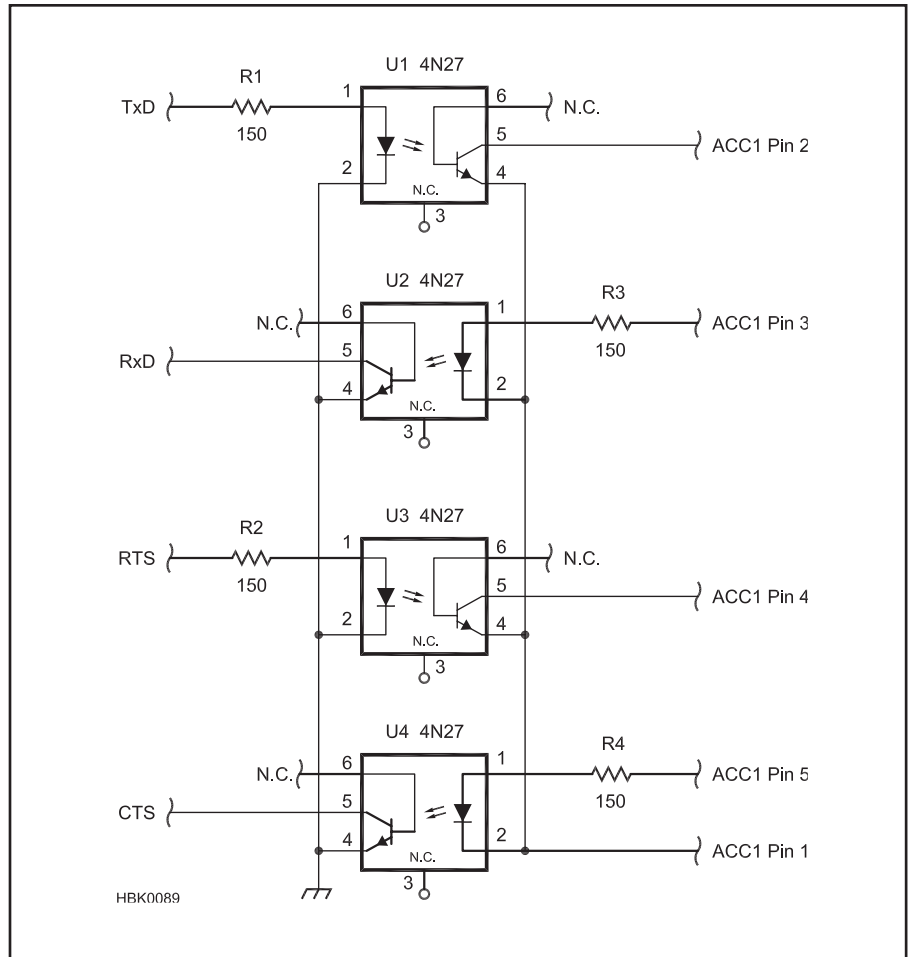 U1 4N27
R1
TxD
150
1
2
6
N.C.
5
ACC1 Pin 2
4
N.C.
3
U2 4N27
N.C.
6
RxD
5
4
1
R3
ACC1 Pin 3
150
2
N.C.
3
U3 4N27
R2
RTS
150
1
2
6
N.C.
5
ACC1 Pin 4
4
N.C.
3
U4 4N27
N.C.
6
CTS
5
4
1
R4
ACC1 Pin 5
150
2
ACC1 Pin 1
N.C.
3
HBK0089